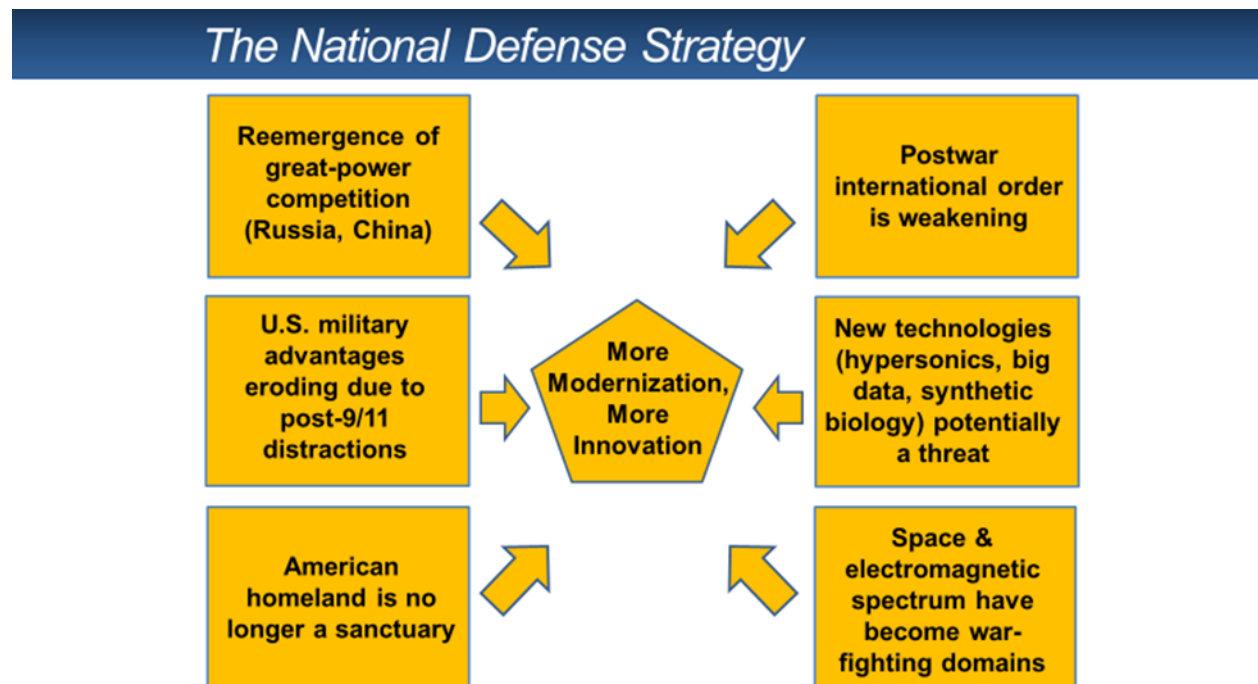 The National Defense Strategy
Reemergence of
great-power
competition
(Russia, China)
Postwar
international order
is weakening
U.S. military
advantages
eroding due to
post-9/11
distractions
More
Modernization,
More
Innovation
New technologies
(hypersonics, big
data, synthetic
biology) potentially
a threat
American
homeland is no
longer a sanctuary
Space &
electromagnetic
spectrum have
become war-
fighting domains